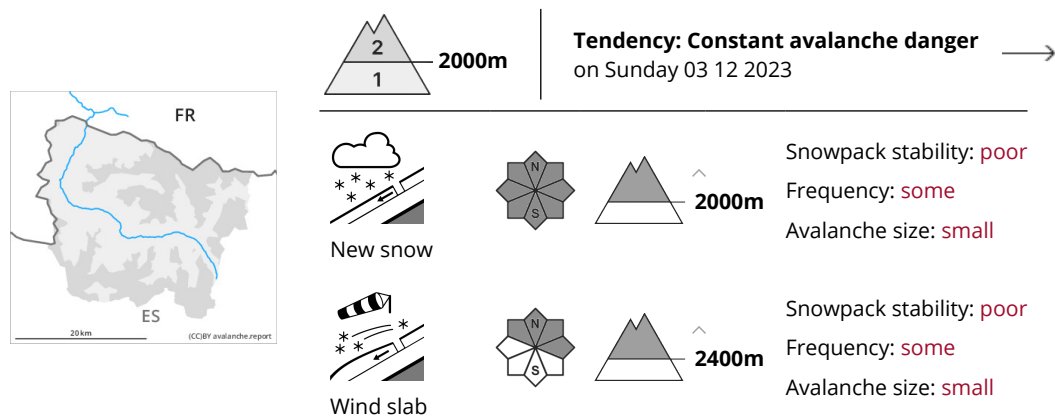 2
1
2000m
Tendency: Constant avalanche danger
on Sunday 03 12 2023
FR
ES
20 km
(CC)BY avalanche.report
N
S
2000m
Snowpack stability: poor
Frequency: some
Avalanche size: small
New snow
N
S
2400m
Snowpack stability: poor
Frequency: some
Avalanche size: small
Wind slab